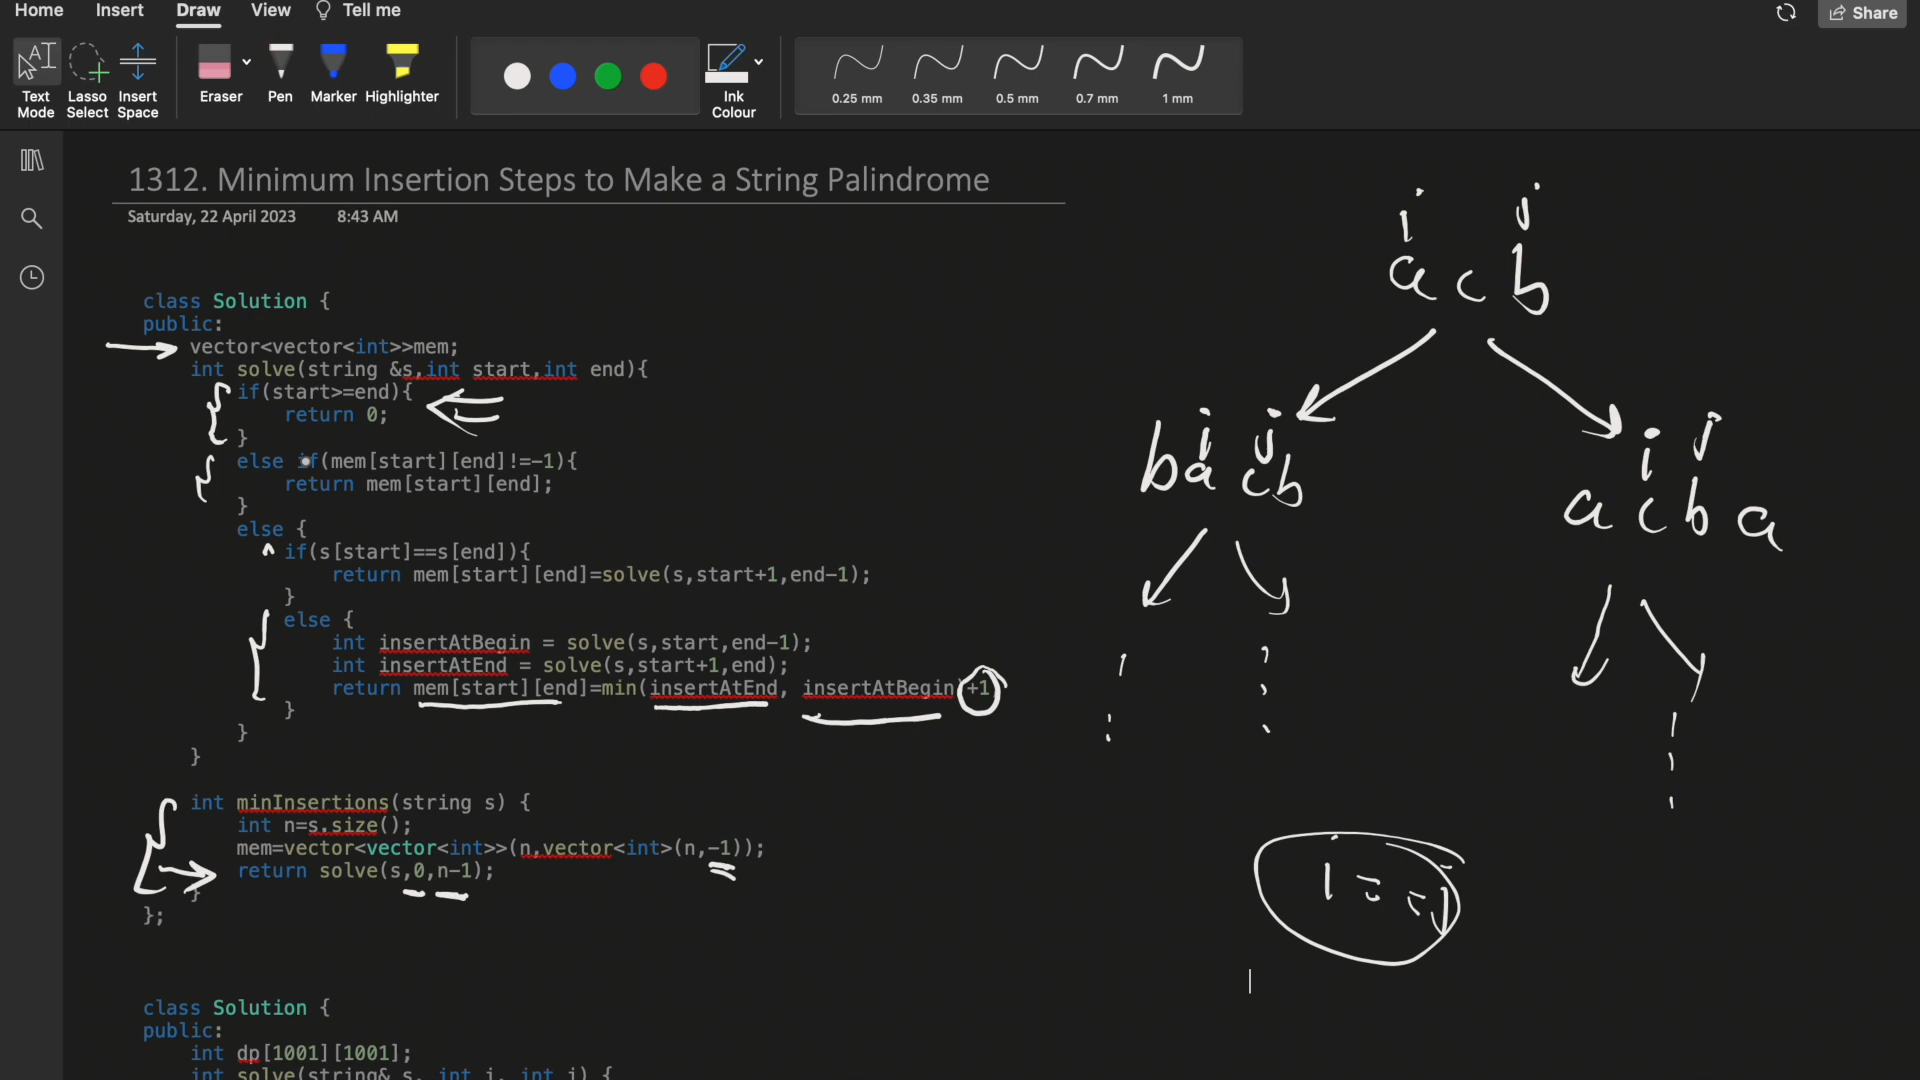 Home Insert Draw View Tell me Share
Text Mode
Lasso Select
Insert Space
Eraser
Pen
Marker
Highlighter
Ink Colour
0.25 mm 0.35 mm 0.5 mm 0.7 mm 1 mm
1312. Minimum Insertion Steps to Make a String Palindrome
Saturday, 22 April 2023 8:43 AM
class Solution {
public:
vector<vector<int>>mem;
int solve(string &s,int start,int end){
if(start>=end){
return 0;
}
else if(mem[start][end]!=-1){
return mem[start][end];
}
else {
if(s[start]==s[end]){
return mem[start][end]=solve(s,start+1,end-1);
}
else {
int insertAtBegin = solve(s,start,end-1);
int insertAtEnd = solve(s,start+1,end);
return mem[start][end]=min(insertAtEnd, insertAtBegin)+1
}
}
}
int minInsertions(string s) {
int n=s.size();
mem=vector<vector<int>>(n,vector<int>(n,-1));
return solve(s,0,n-1);
}
};
class Solution {
public:
int dp[1001][1001];
int solve(string& s, int i, int j) {
i j
a c b
i j
b a c b
i j
a c b a
i == j